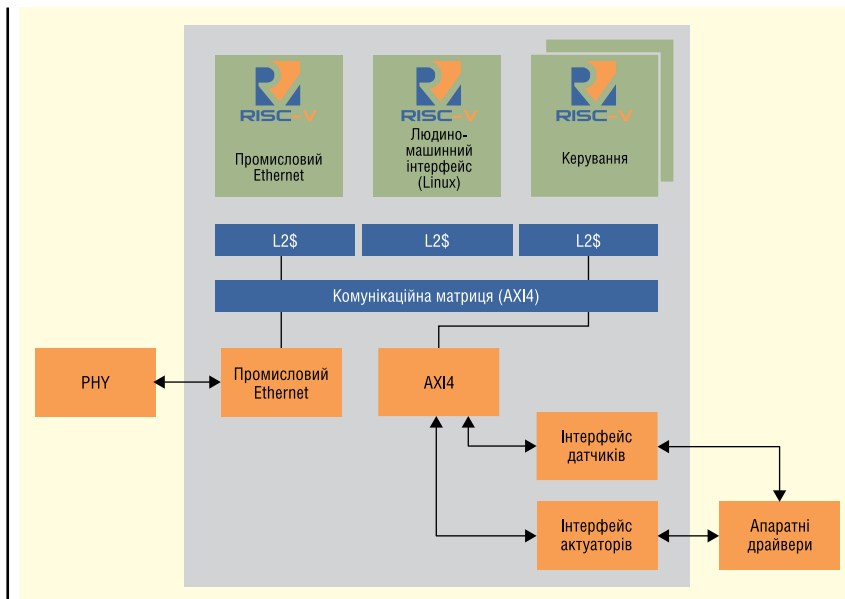 RISC-V
Промисловий
Ethernet
RISC-V
Людино-
машинний
інтерфейс
(Linux)
RISC-V
Керування
L2$
L2$
L2$
Комунікаційна матриця (AXI4)
PHY
Промисловий
Ethernet
AXI4
Інтерфейс
датчиків
Інтерфейс
актуаторів
Апаратні
драйвери